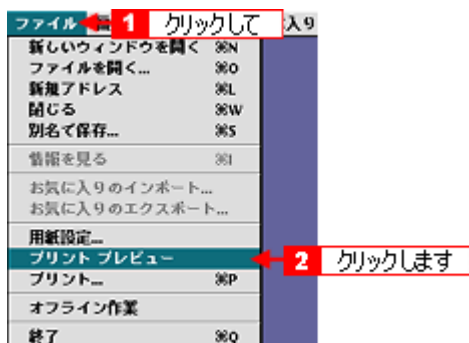 ファイル 1 クリックして 入り
新しいウィンドウを開く ⌘N
ファイルを開く... ⌘O
新規アドレス ⌘L
閉じる ⌘W
別名で保存... ⌘S
情報を見る ⌘I
お気に入りのインポート...
お気に入りのエクスポート...
用紙設定...
プリント プレビュー 2 クリックします
プリント... ⌘P
オフライン作業
終了 ⌘Q